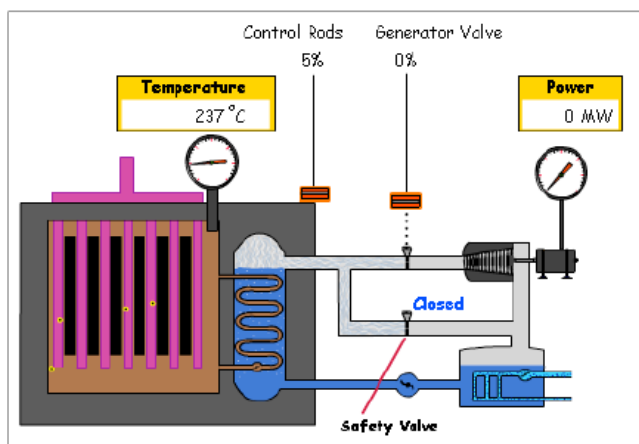 Control Rods
5%
Generator Valve
0%
Temperature
237 °C
Power
0 MW
Closed
Safety Valve